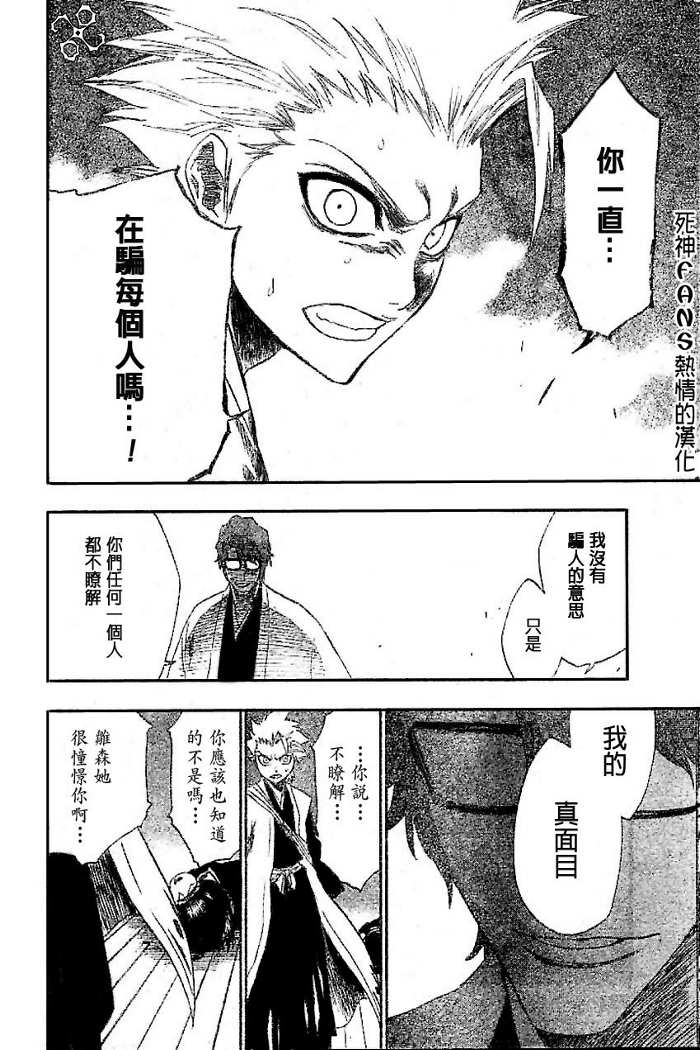 你一直…
在騙每個人嗎…！
死神FANS熱情的漢化
我沒有
騙人的意思
只是
你們任何一個人
都不瞭解
我的
真面目
…你說…
不瞭解…
你應該也知道
的不是嗎…
雛森她
很憧憬你啊…